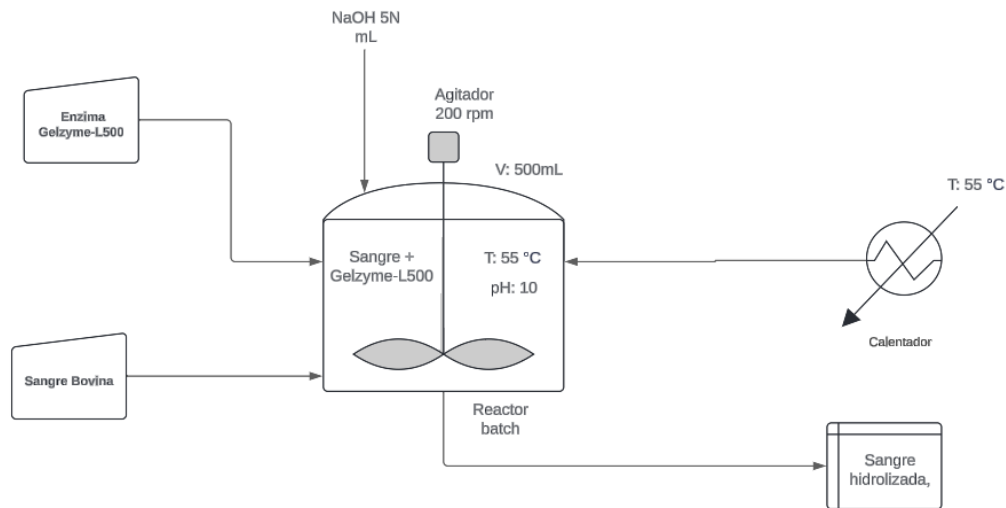 NaOH 5N
mL
Enzima
Gelzyme-L500
Agitador
200 rpm
V: 500mL
T: 55 °C
Sangre +
Gelzyme-L500
T: 55 °C
pH: 10
Calentador
Sangre Bovina
Reactor
batch
Sangre
hidrolizada,